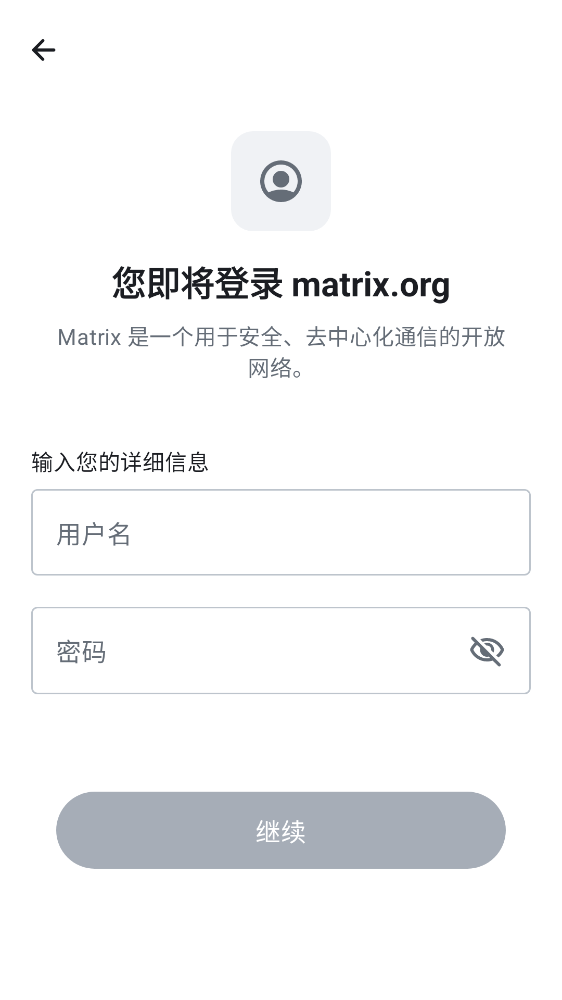 您即将登录 matrix.org
Matrix 是一个用于安全、去中心化通信的开放
网络。
输入您的详细信息
用户名
密码
继续